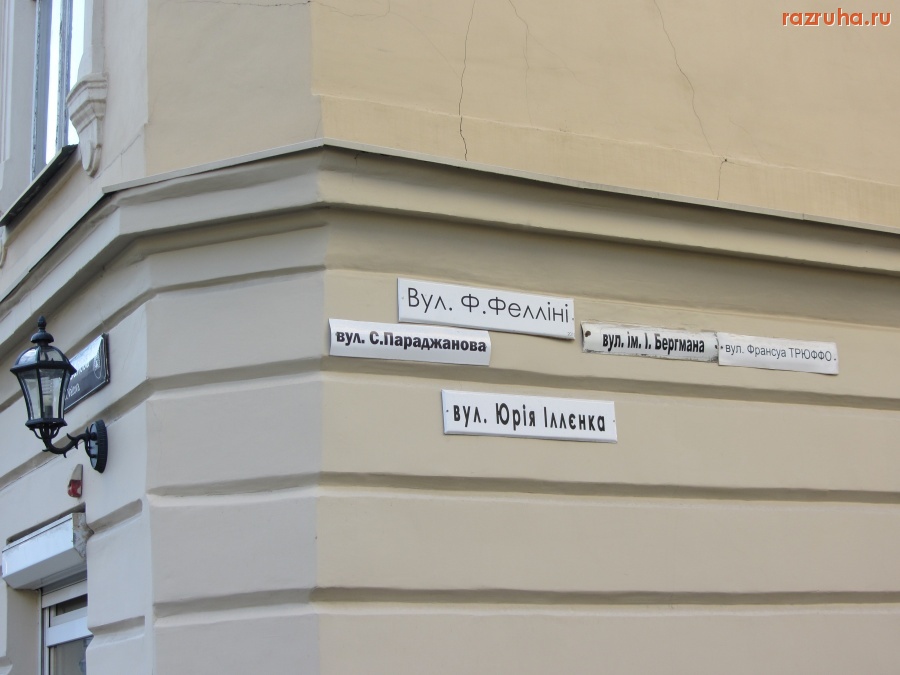 razruha.ru
Вул. Ф.Фелліні
вул. С.Параджанова
вул. ім. І. Бергмана
вул. Франсуа ТРЮФФО
вул. Юрія Іллєнка